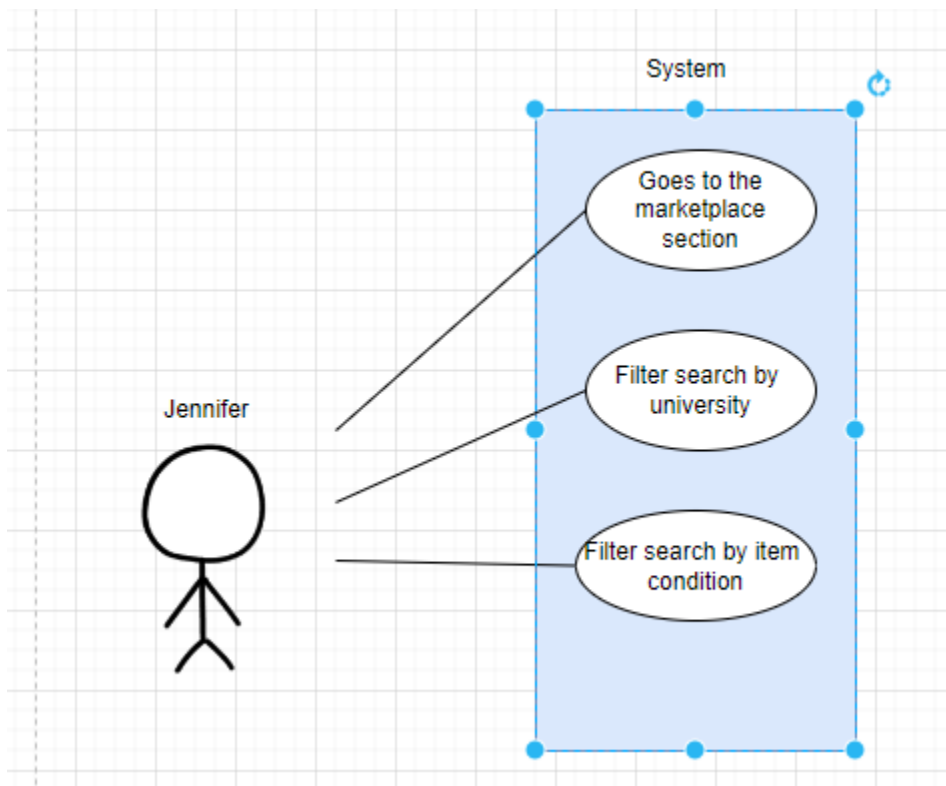 System
Goes to the
marketplace
section
Filter search by
university
Jennifer
Filter search by item
condition